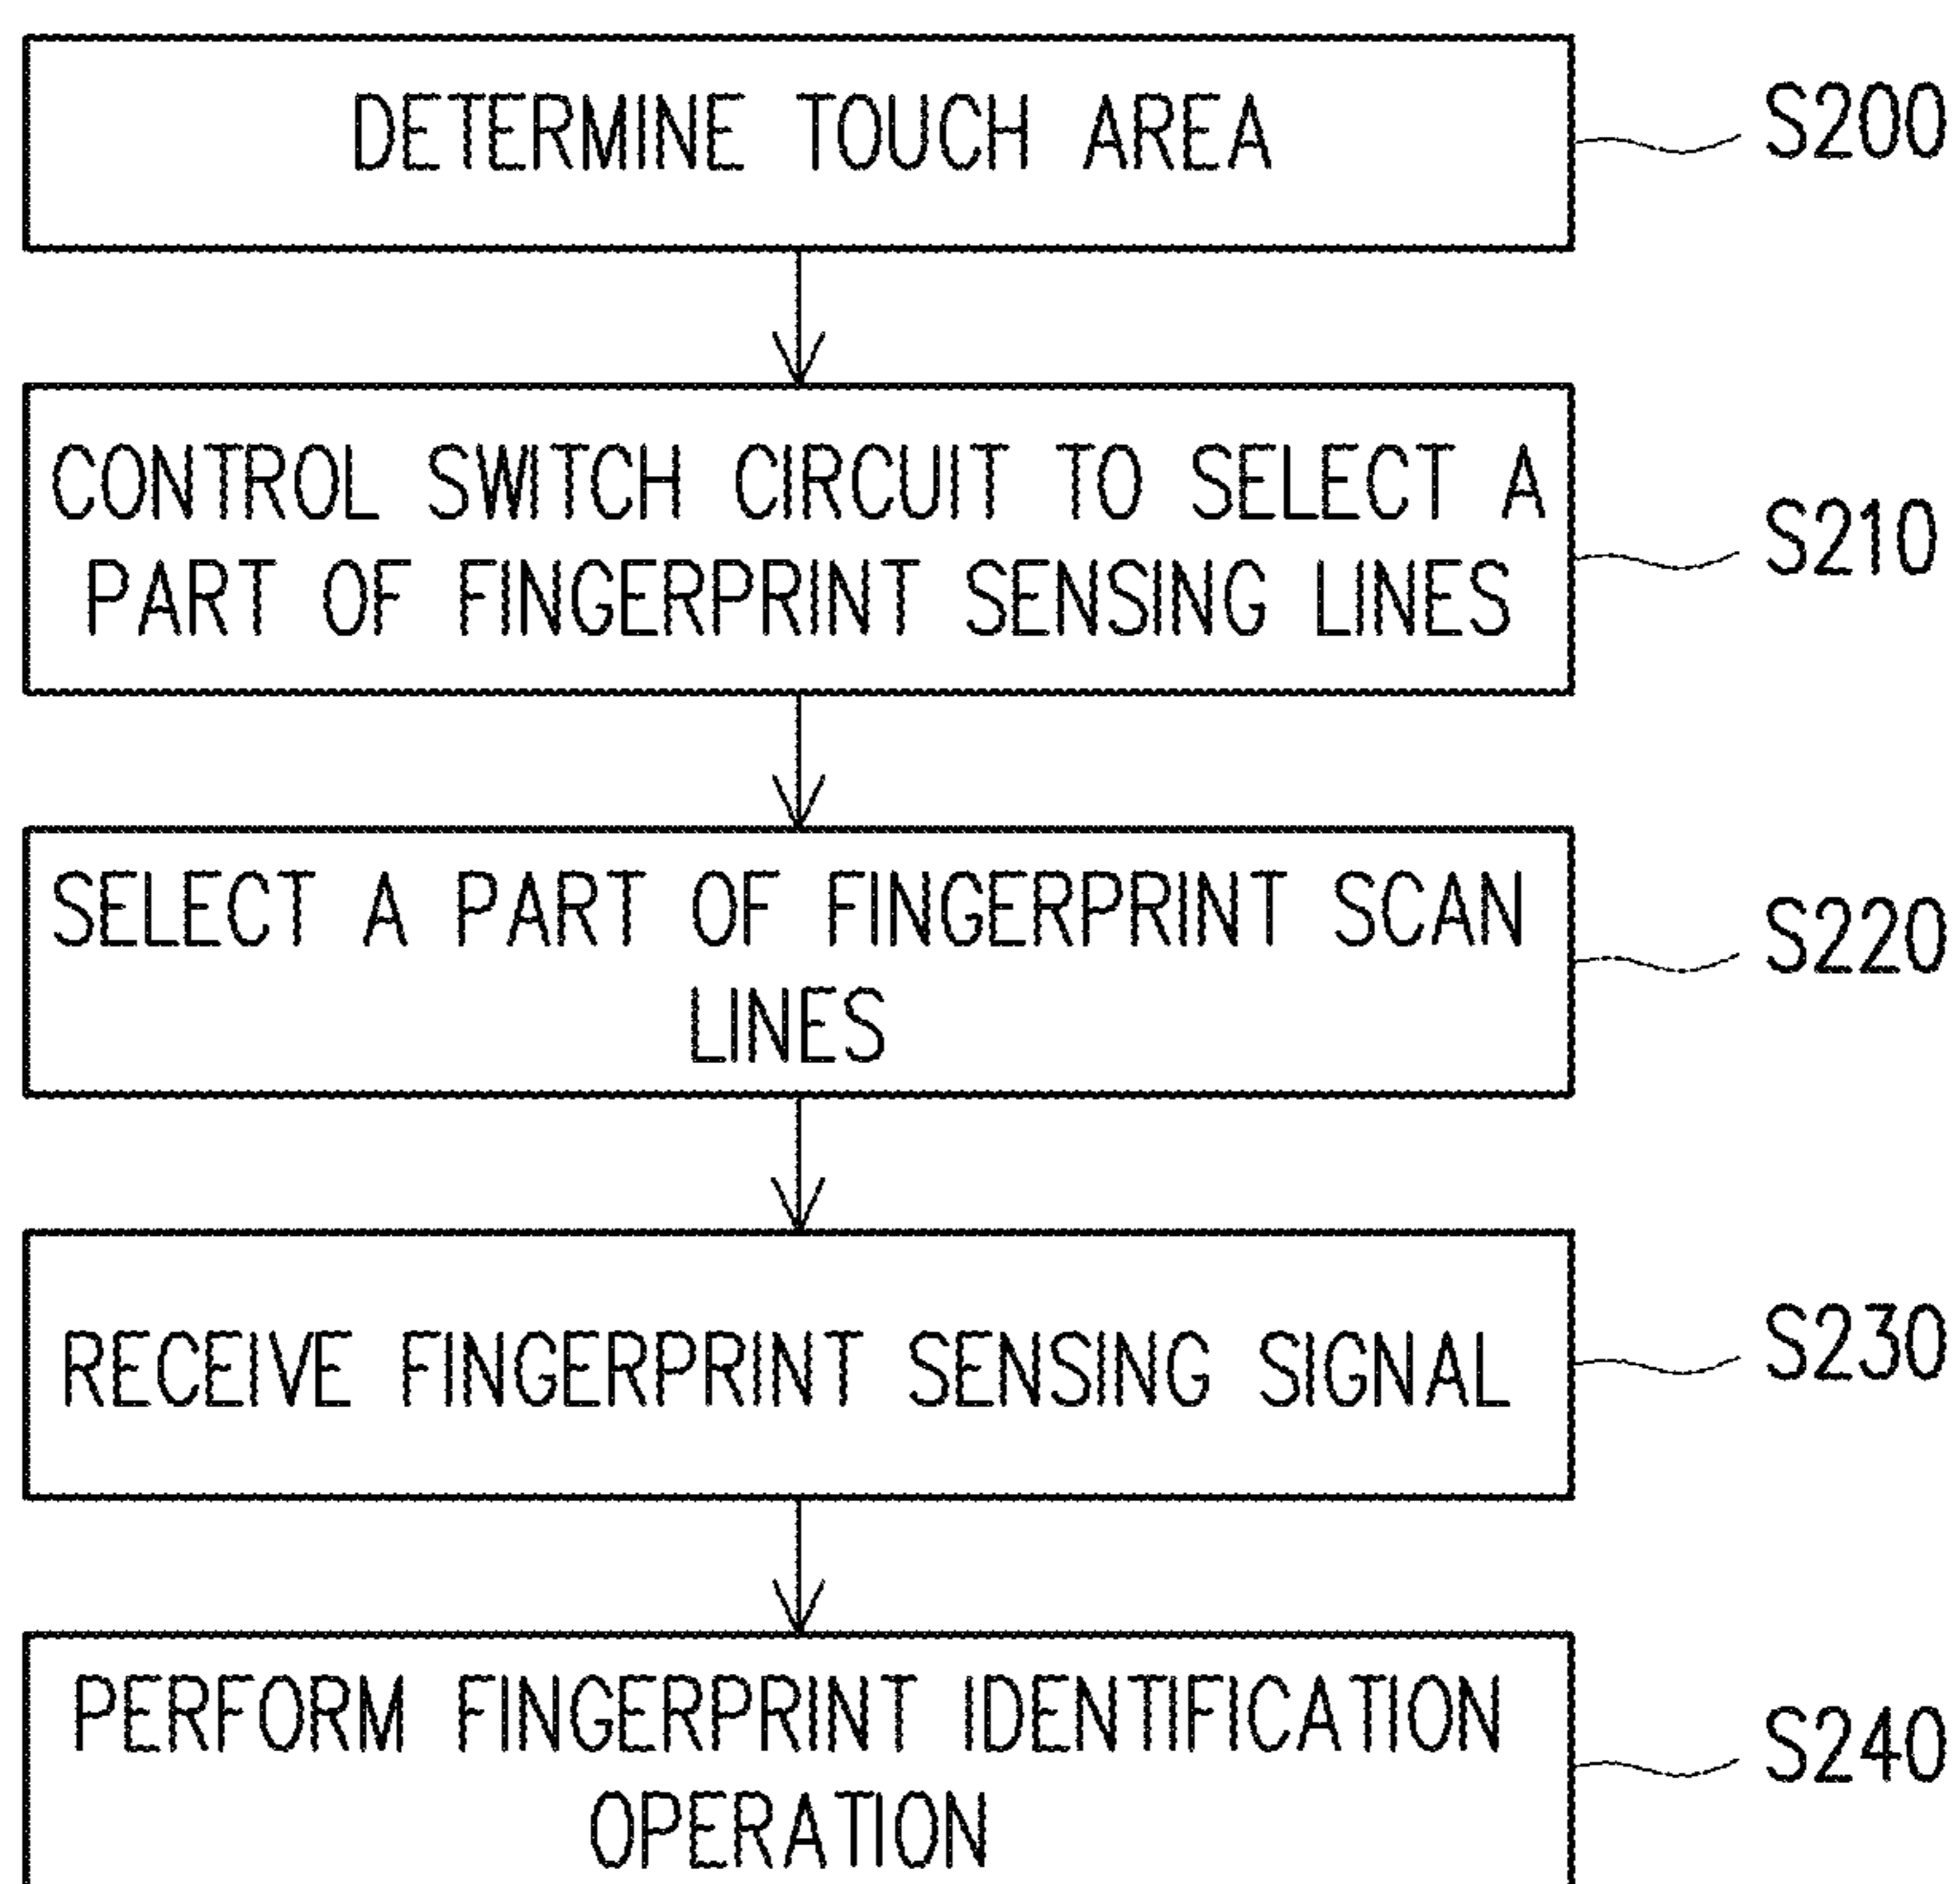 DETERMINE TOUCH AREA
S200
CONTROL SWITCH CIRCUIT TO SELECT A
PART OF FINGERPRINT SENSING LINES
S210
SELECT A PART OF FINGERPRINT SCAN
LINES
S220
RECEIVE FINGERPRINT SENSING SIGNAL
S230
PERFORM FINGERPRINT IDENTIFICATION
OPERATION
S240